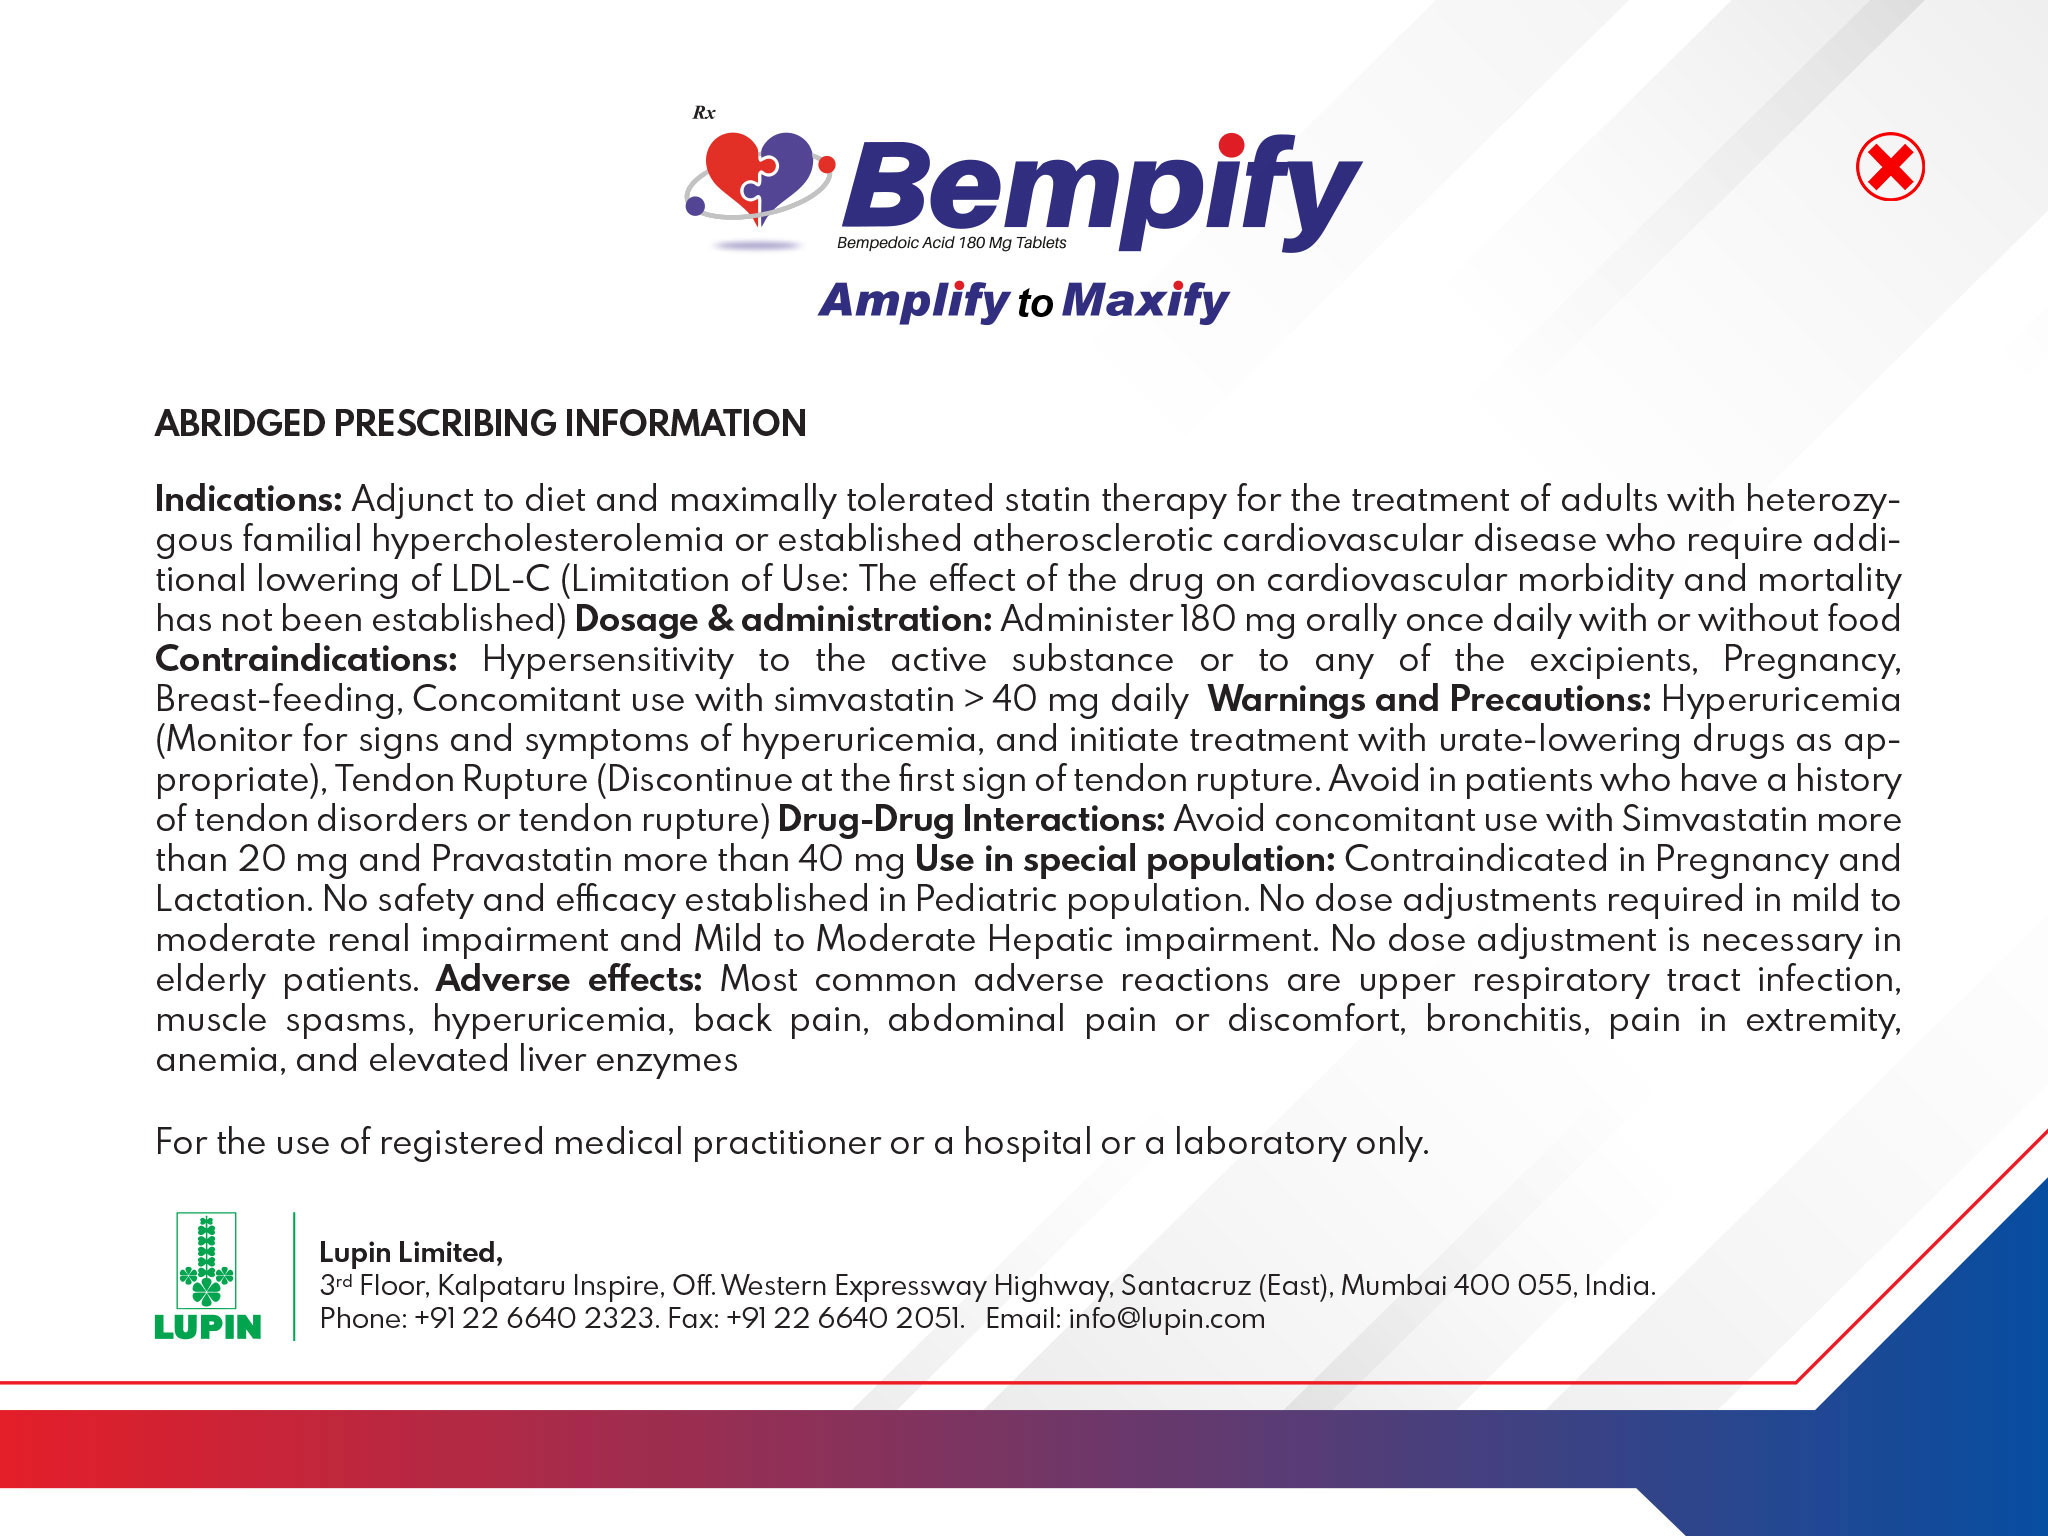 Rx
Bempify
Bempedoic Acid 180 Mg Tablets
Amplify to Maxify
ABRIDGED PRESCRIBING INFORMATION
Indications: Adjunct to diet and maximally tolerated statin therapy for the treatment of adults with heterozy-
gous familial hypercholesterolemia or established atherosclerotic cardiovascular disease who require addi-
tional lowering of LDL-C (Limitation of Use: The effect of the drug on cardiovascular morbidity and mortality
has not been established) Dosage & administration: Administer 180 mg orally once daily with or without food
Contraindications: Hypersensitivity to the active substance or to any of the excipients, Pregnancy,
Breast-feeding, Concomitant use with simvastatin > 40 mg daily Warnings and Precautions: Hyperuricemia
(Monitor for signs and symptoms of hyperuricemia, and initiate treatment with urate-lowering drugs as ap-
propriate), Tendon Rupture (Discontinue at the first sign of tendon rupture. Avoid in patients who have a history
of tendon disorders or tendon rupture) Drug-Drug Interactions: Avoid concomitant use with Simvastatin more
than 20 mg and Pravastatin more than 40 mg Use in special population: Contraindicated in Pregnancy and
Lactation. No safety and efficacy established in Pediatric population. No dose adjustments required in mild to
moderate renal impairment and Mild to Moderate Hepatic impairment. No dose adjustment is necessary in
elderly patients. Adverse effects: Most common adverse reactions are upper respiratory tract infection,
muscle spasms, hyperuricemia, back pain, abdominal pain or discomfort, bronchitis, pain in extremity,
anemia, and elevated liver enzymes
For the use of registered medical practitioner or a hospital or a laboratory only.
LUPIN
Lupin Limited,
3rd Floor, Kalpataru Inspire, Off. Western Expressway Highway, Santacruz (East), Mumbai 400 055, India.
Phone: +91 22 6640 2323. Fax: +91 22 6640 2051. Email: info@lupin.com